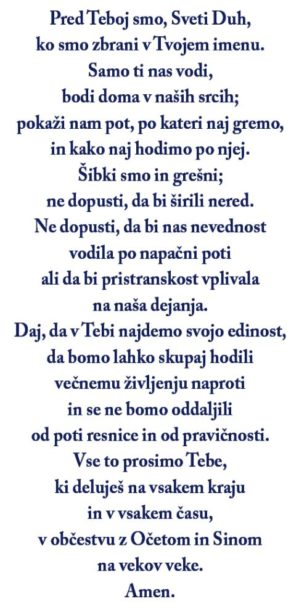 Pred Teboj smo, Sveti Duh,
ko smo zbrani v Tvojem imenu.
Samo ti nas vodi,
bodi doma v naših srcih;
pokaži nam pot, po kateri naj gremo,
in kako naj hodimo po njej.
Šibki smo in grešni;
ne dopusti, da bi širili nered.
Ne dopusti, da bi nas nevednost
vodila po napačni poti
ali da bi pristranskost vplivala
na naša dejanja.
Daj, da v Tebi najdemo svojo edinost,
da bomo lahko skupaj hodili
večnemu življenju naproti
in se ne bomo oddaljili
od poti resnice in od pravičnosti.
Vse to prosimo Tebe,
ki deluješ na vsakem kraju
in v vsakem času,
v občestvu z Očetom in Sinom
na vekov veke.
Amen.